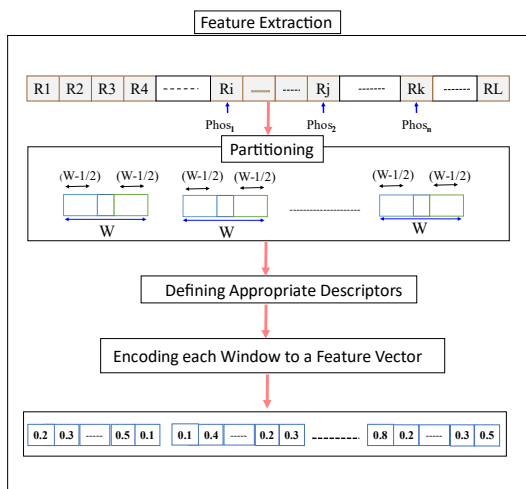 Feature Extraction
R1 R2 R3 R4 ------ Ri ---- Rj ------- Rk ------- RL
Phos1 Phos2 Phosn
Partitioning
(W-1/2) (W-1/2) (W-1/2) (W-1/2) (W-1/2) (W-1/2)
W W W
Defining Appropriate Descriptors
Encoding each Window to a Feature Vector
0.2 0.3 ----- 0.5 0.1 0.1 0.4 ----- 0.2 0.3 ---------- 0.8 0.2 ----- 0.3 0.5